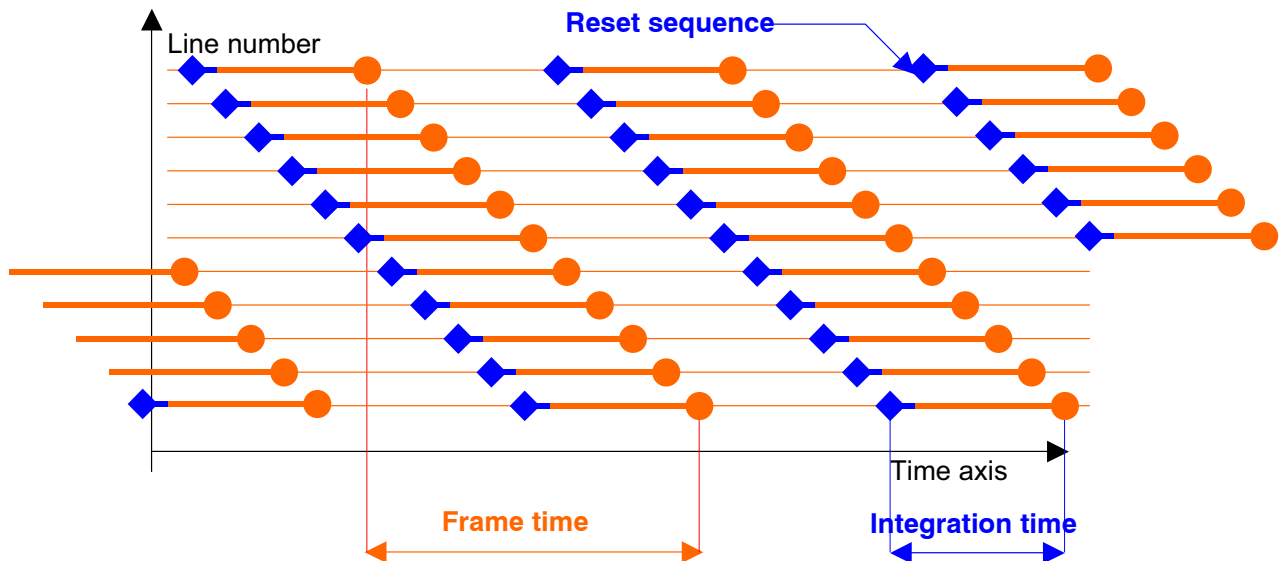 Reset sequence
Line number
Time axis
Frame time
Integration time